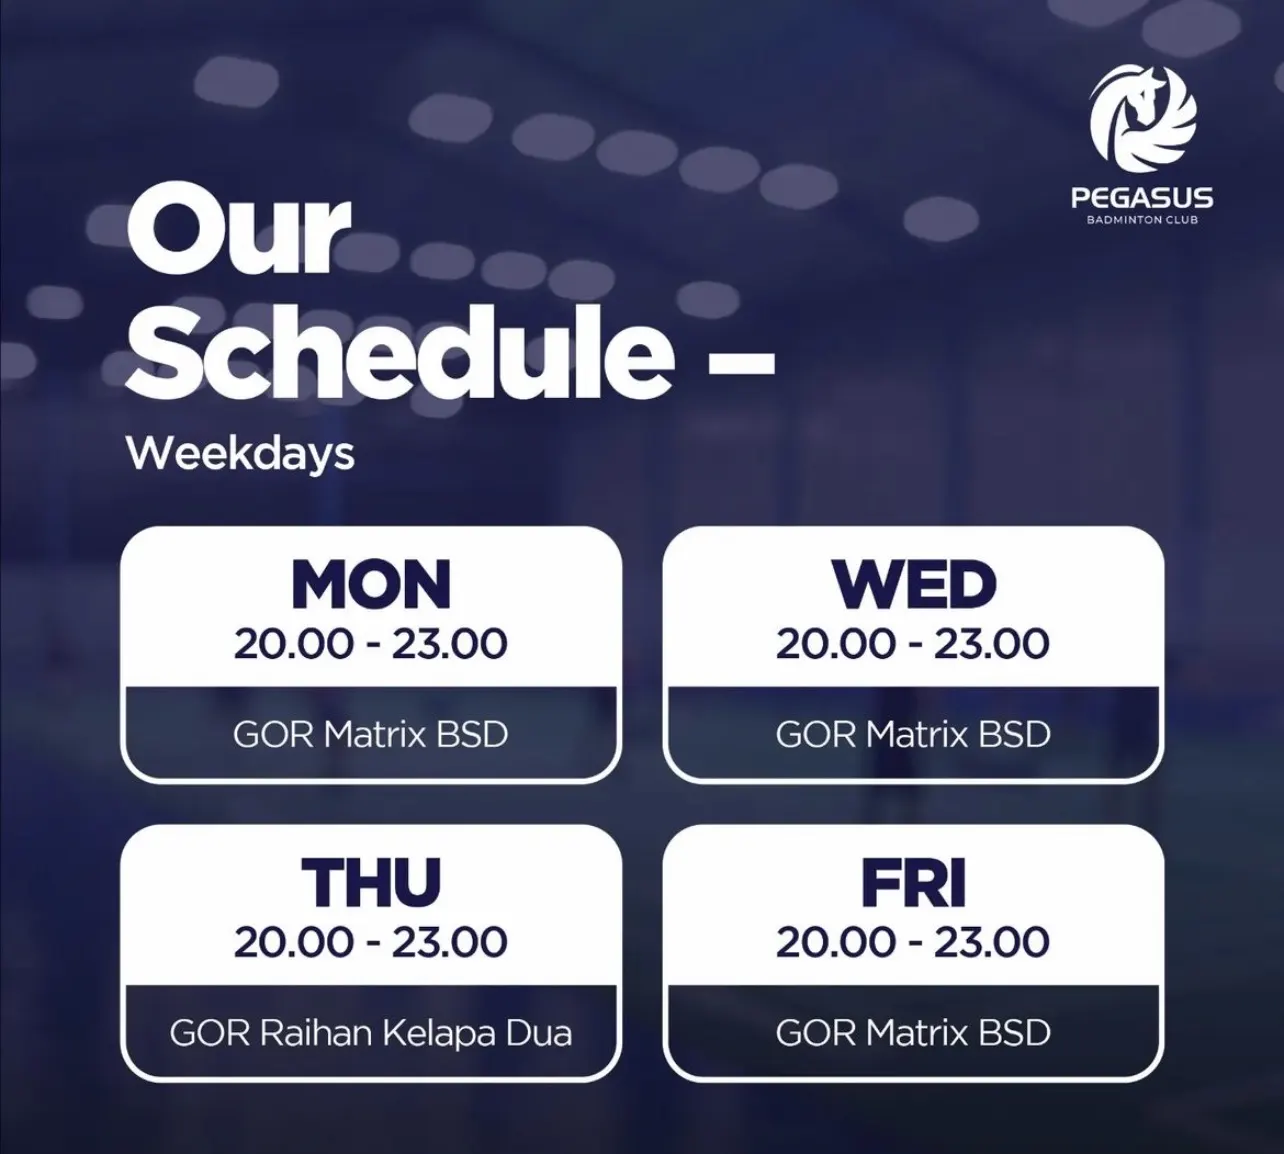 PEGASUS
BADMINTON CLUB
Our
Schedule –
Weekdays
MON
20.00 - 23.00
GOR Matrix BSD
WED
20.00 - 23.00
GOR Matrix BSD
THU
20.00 - 23.00
GOR Raihan Kelapa Dua
FRI
20.00 - 23.00
GOR Matrix BSD